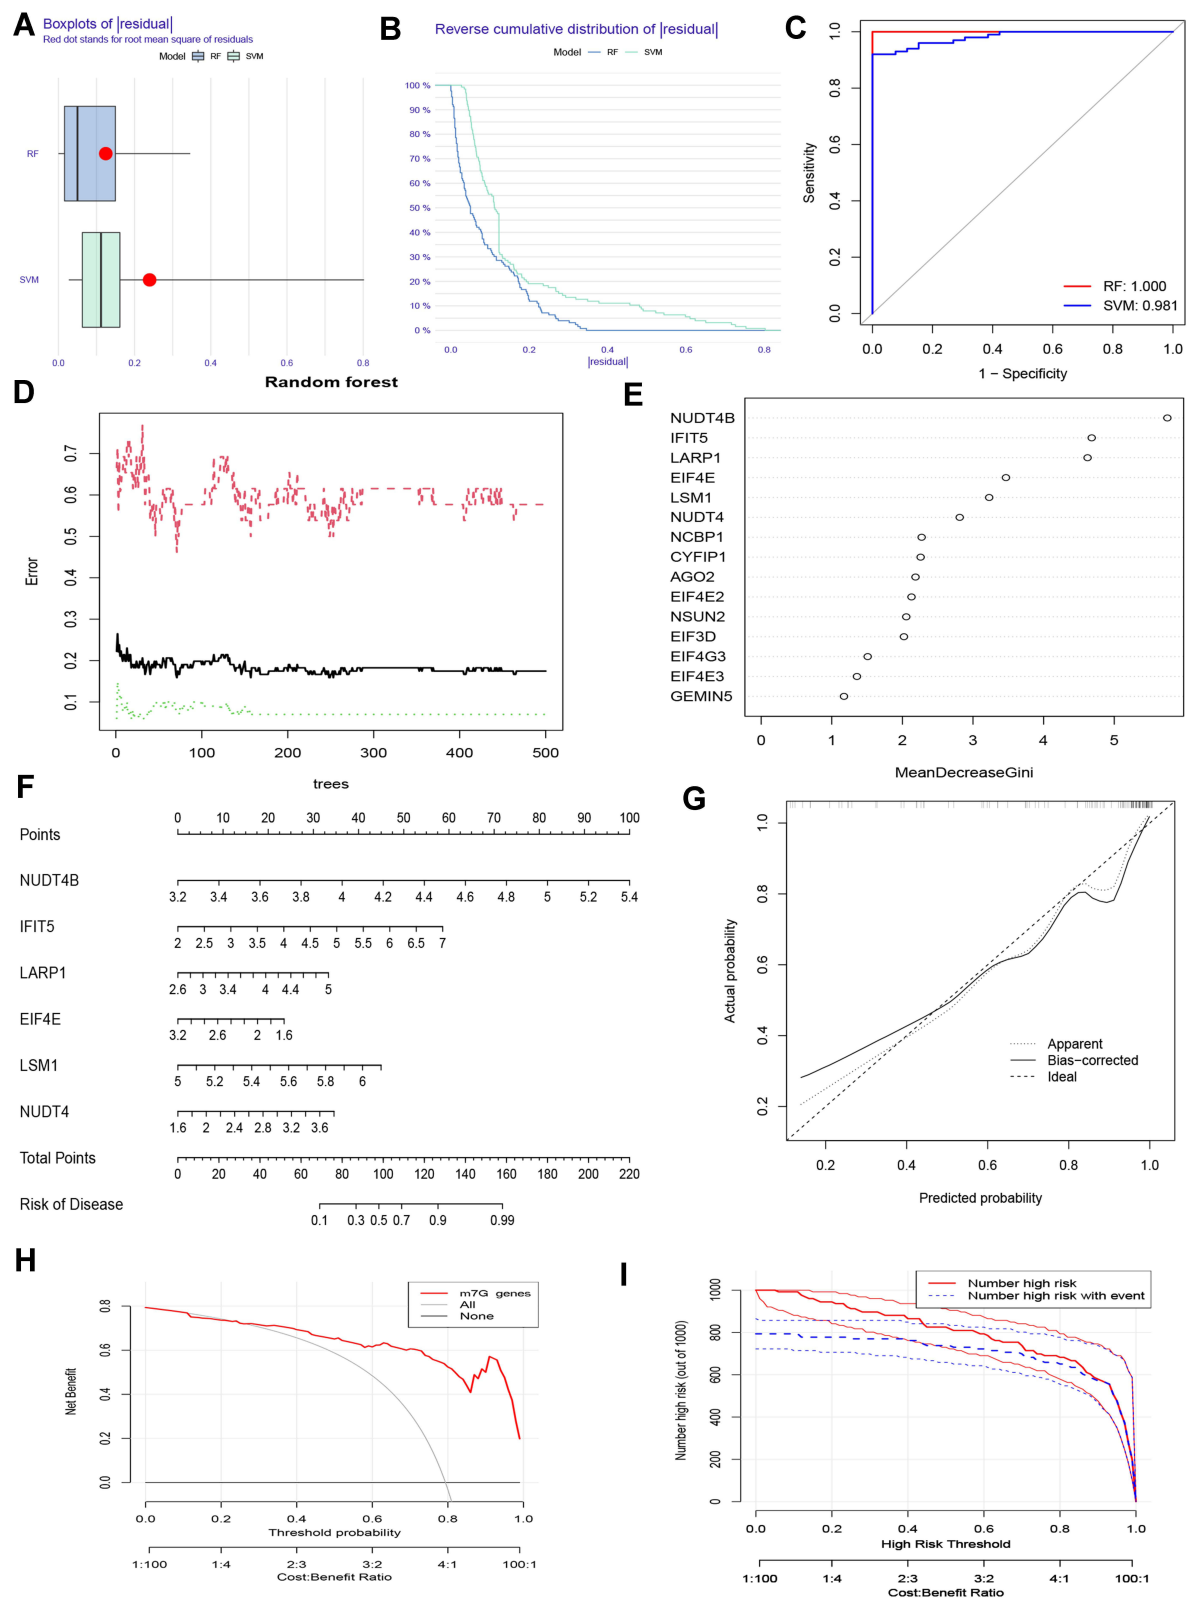 A
Boxplots of |residual|
Red dot stands for root mean square of residuals
Model RF SVM
RF
SVM
0.0 0.2 0.4 0.6 0.8
B
Reverse cumulative distribution of |residual|
Model RF SVM
100 %
90 %
80 %
70 %
60 %
50 %
40 %
30 %
20 %
10 %
0 %
0.0 0.2 0.4 0.6 0.8
|residual|
C
Sensitivity
1.0
0.8
0.6
0.4
0.2
0.0
RF: 1.000
SVM: 0.981
0.0 0.2 0.4 0.6 0.8 1.0
1 − Specificity
D
Random forest
Error
0.7
0.6
0.5
0.4
0.3
0.2
0.1
0 100 200 300 400 500
trees
E
NUDT4B
IFIT5
LARP1
EIF4E
LSM1
NUDT4
NCBP1
CYFIP1
AGO2
EIF4E2
NSUN2
EIF3D
EIF4G3
EIF4E3
GEMIN5
0 1 2 3 4 5
MeanDecreaseGini
F
0 10 20 30 40 50 60 70 80 90 100
Points
NUDT4B
3.2 3.4 3.6 3.8 4 4.2 4.4 4.6 4.8 5 5.2 5.4
IFIT5
2 2.5 3 3.5 4 4.5 5 5.5 6 6.5 7
LARP1
2.6 3 3.4 4 4.4 5
EIF4E
3.2 2.6 2 1.6
LSM1
5 5.2 5.4 5.6 5.8 6
NUDT4
1.6 2 2.4 2.8 3.2 3.6
Total Points
0 20 40 60 80 100 120 140 160 180 200 220
Risk of Disease
0.1 0.3 0.5 0.7 0.9 0.99
G
Actual probability
1.0
0.8
0.6
0.4
0.2
Apparent
Bias−corrected
Ideal
0.2 0.4 0.6 0.8 1.0
Predicted probability
H
Net Benefit
0.8
0.6
0.4
0.2
0.0
m7G genes
All
None
0.0 0.2 0.4 0.6 0.8 1.0
Threshold probability
1:100 1:4 2:3 3:2 4:1 100:1
Cost:Benefit Ratio
I
Number high risk (out of 1000)
1000
800
600
400
200
0
Number high risk
Number high risk with event
0.0 0.2 0.4 0.6 0.8 1.0
High Risk Threshold
1:100 1:4 2:3 3:2 4:1 100:1
Cost:Benefit Ratio